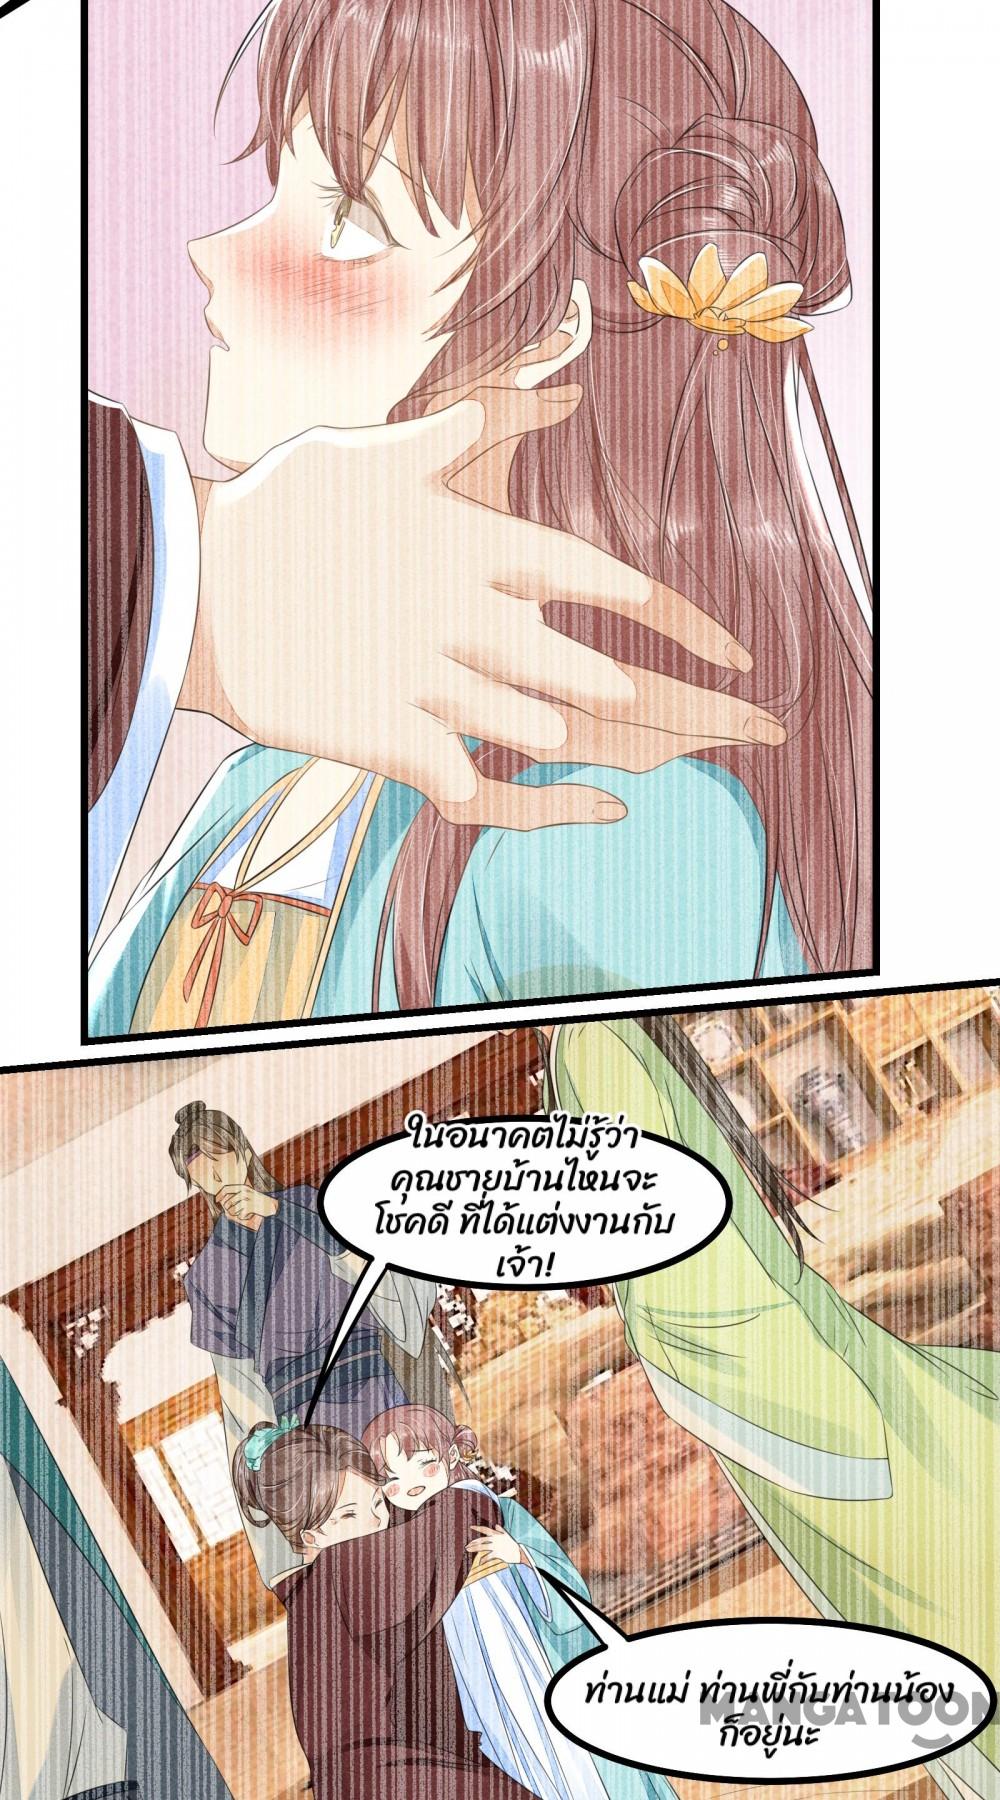 ในอนาคตไม่รู้ว่า
คุณชายบ้านไหนจะ
โชคดี ที่ได้แต่งงานกับ
เจ้า!
ท่านแม่ ท่านพี่กับท่านน้อง
ก็อยู่นะ
MANGATOON